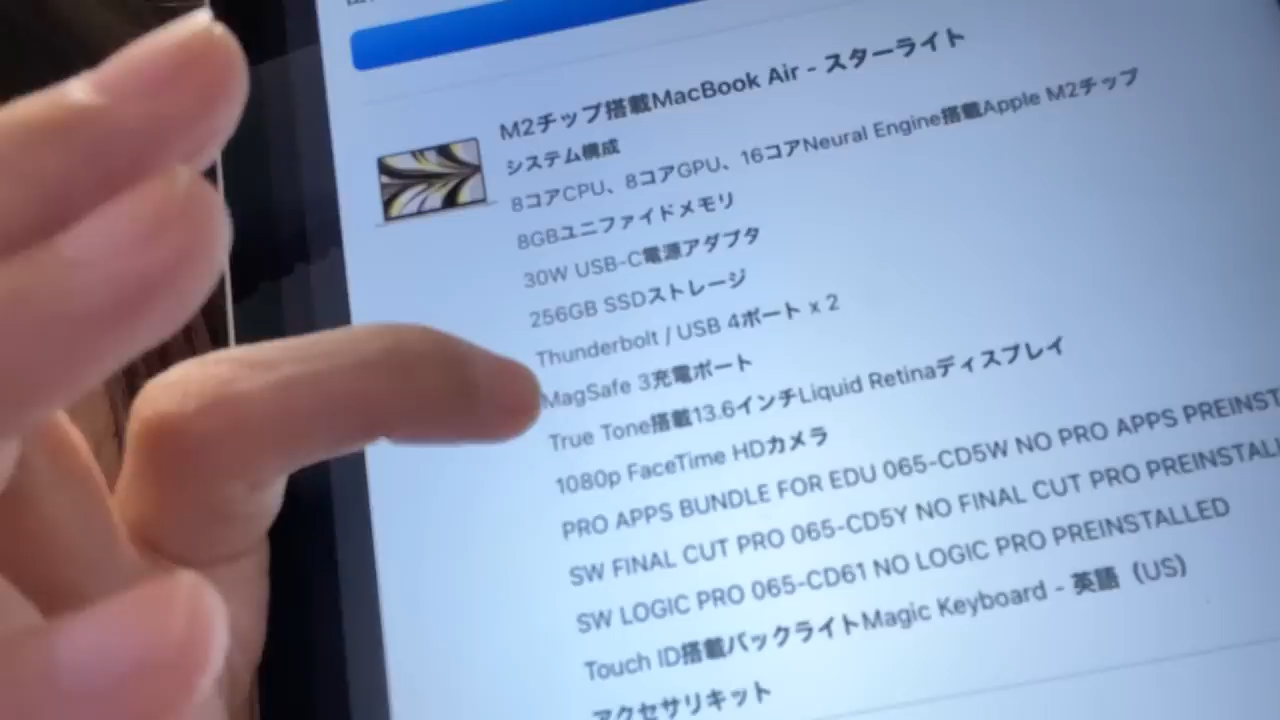 M2チップ搭載MacBook Air - スターライト
システム構成
8コアCPU、8コアGPU、16コアNeural Engine搭載Apple M2チップ
8GBユニファイドメモリ
30W USB-C電源アダプタ
256GB SSDストレージ
Thunderbolt / USB 4ポート x 2
MagSafe 3充電ポート
True Tone搭載13.6インチLiquid Retinaディスプレイ
1080p FaceTime HDカメラ
PRO APPS BUNDLE FOR EDU 065-CD5W NO PRO APPS PREINST
SW FINAL CUT PRO 065-CD5Y NO FINAL CUT PRO PREINSTAL
SW LOGIC PRO 065-CD61 NO LOGIC PRO PREINSTALLED
Touch ID搭載バックライトMagic Keyboard - 英語（US）
アクセサリキット